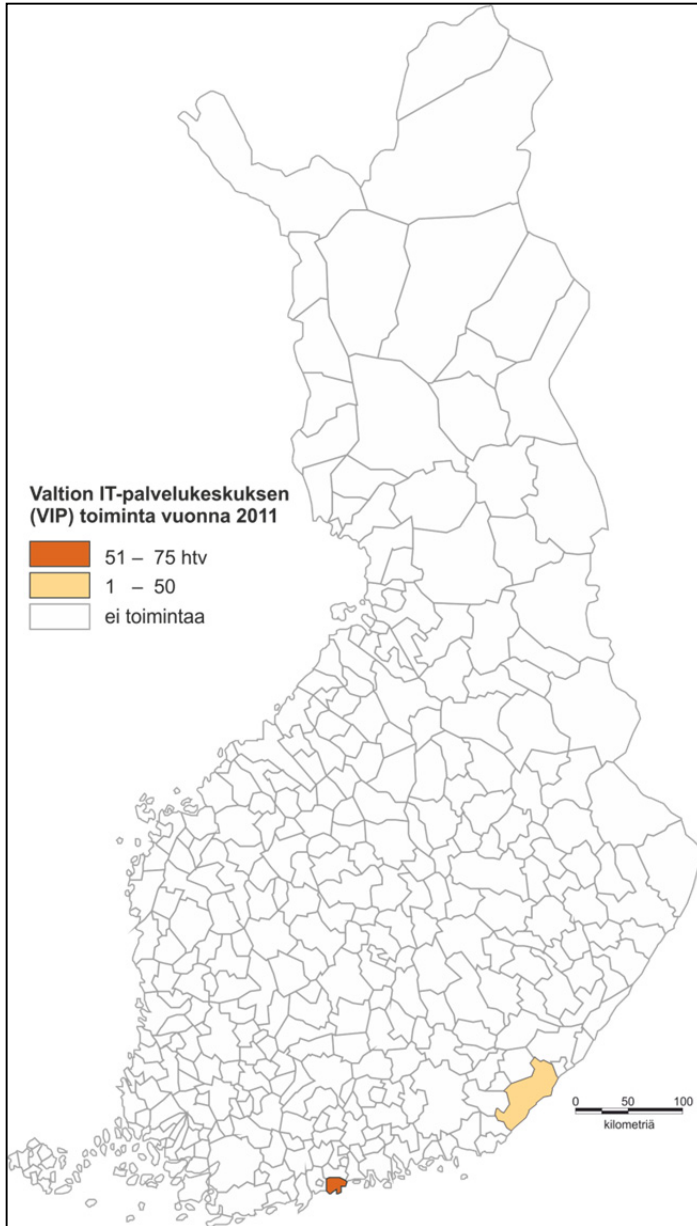 Valtion IT-palvelukeskuksen
(VIP) toiminta vuonna 2011
51 – 75 htv
1 – 50
ei toimintaa
0 50 100
kilometriä